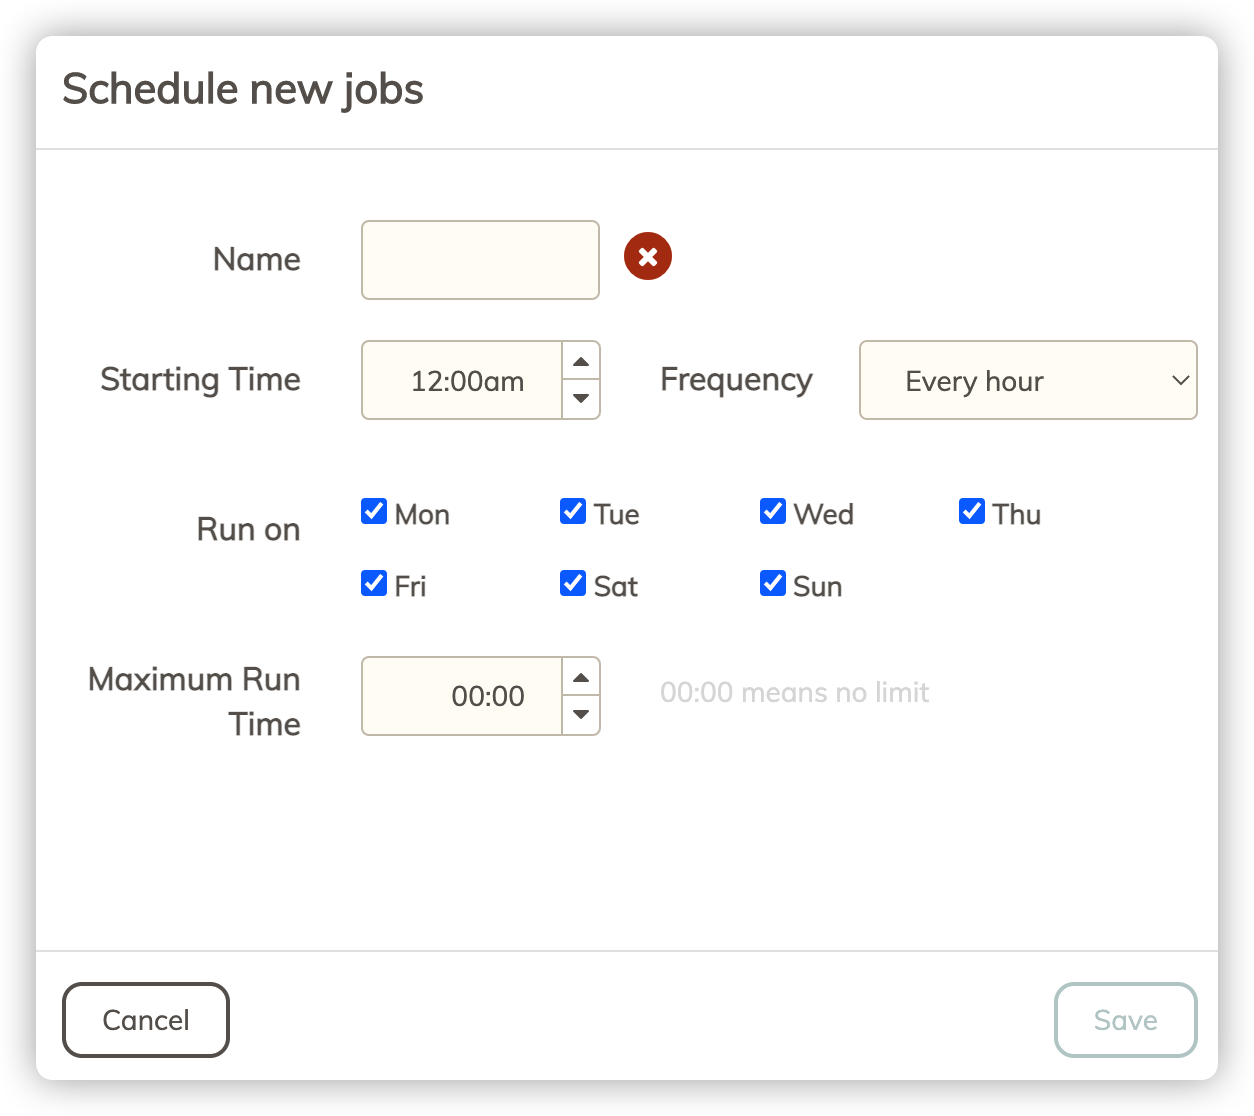 Schedule new jobs
Name
Starting Time 12:00am Frequency Every hour
Run on Mon Tue Wed Thu
Fri Sat Sun
Maximum Run Time 00:00 00:00 means no limit
Cancel Save